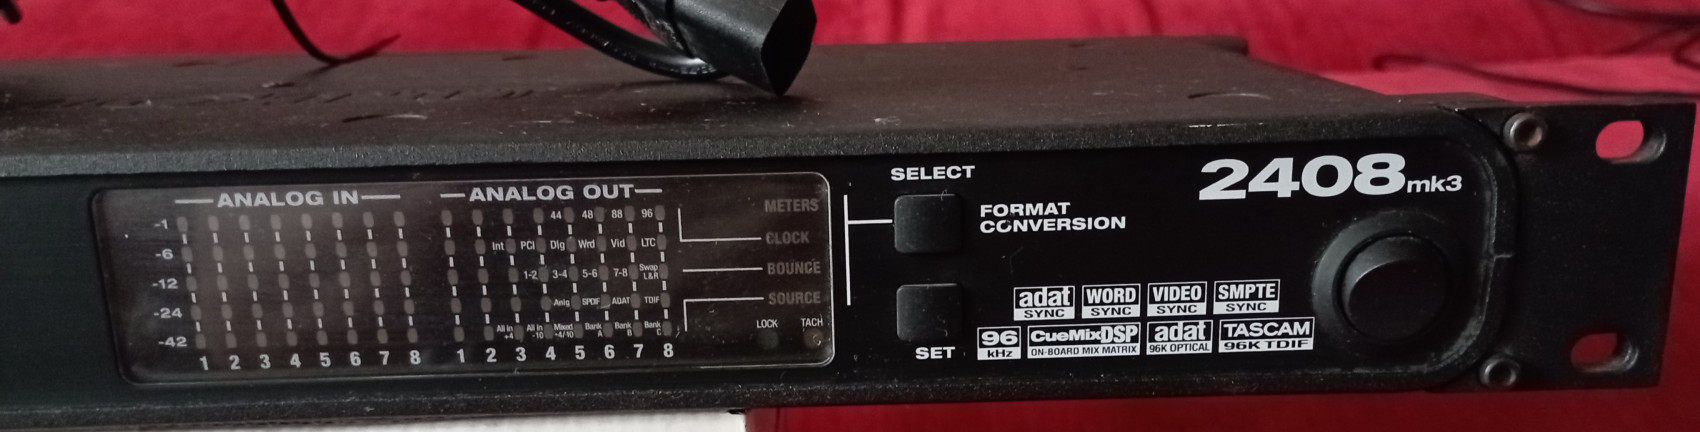 ANALOG IN ANALOG OUT
-1 44 48 88 96 METERS
-6 Int PCI Dig Wrd Vid LTC CLOCK
-12 1-2 3-4 5-6 7-8 Swap L&R BOUNCE
-24 Anlg SPDIF ADAT TDIF SOURCE
-42 All In +4 All In -10 Mixed +4/10 Bank A Bank B Bank C
LOCK TACH
1 2 3 4 5 6 7 8 1 2 3 4 5 6 7 8
SELECT
FORMAT
CONVERSION
SET
2408mk3
adat SYNC WORD SYNC VIDEO SYNC SMPTE SYNC
96 kHz CueMixDSP ON-BOARD MIX MATRIX adat 96K OPTICAL TASCAM 96K TDIF